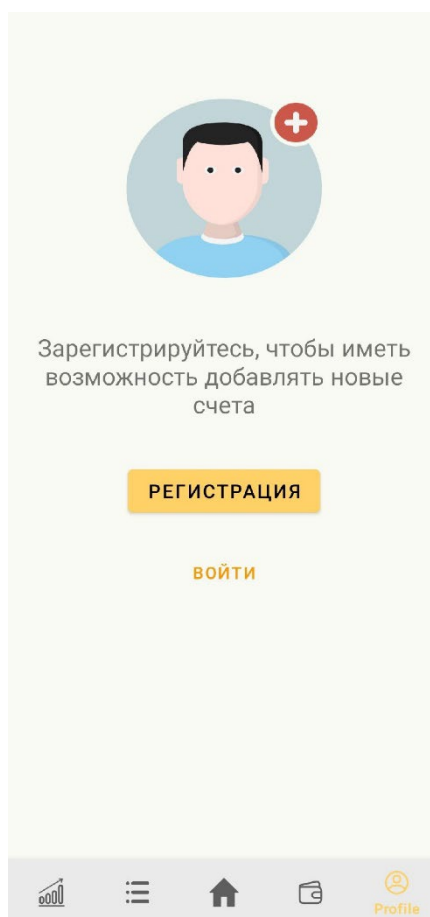 Зарегистрируйтесь, чтобы иметь
возможность добавлять новые
счета
РЕГИСТРАЦИЯ
ВОЙТИ
Profile